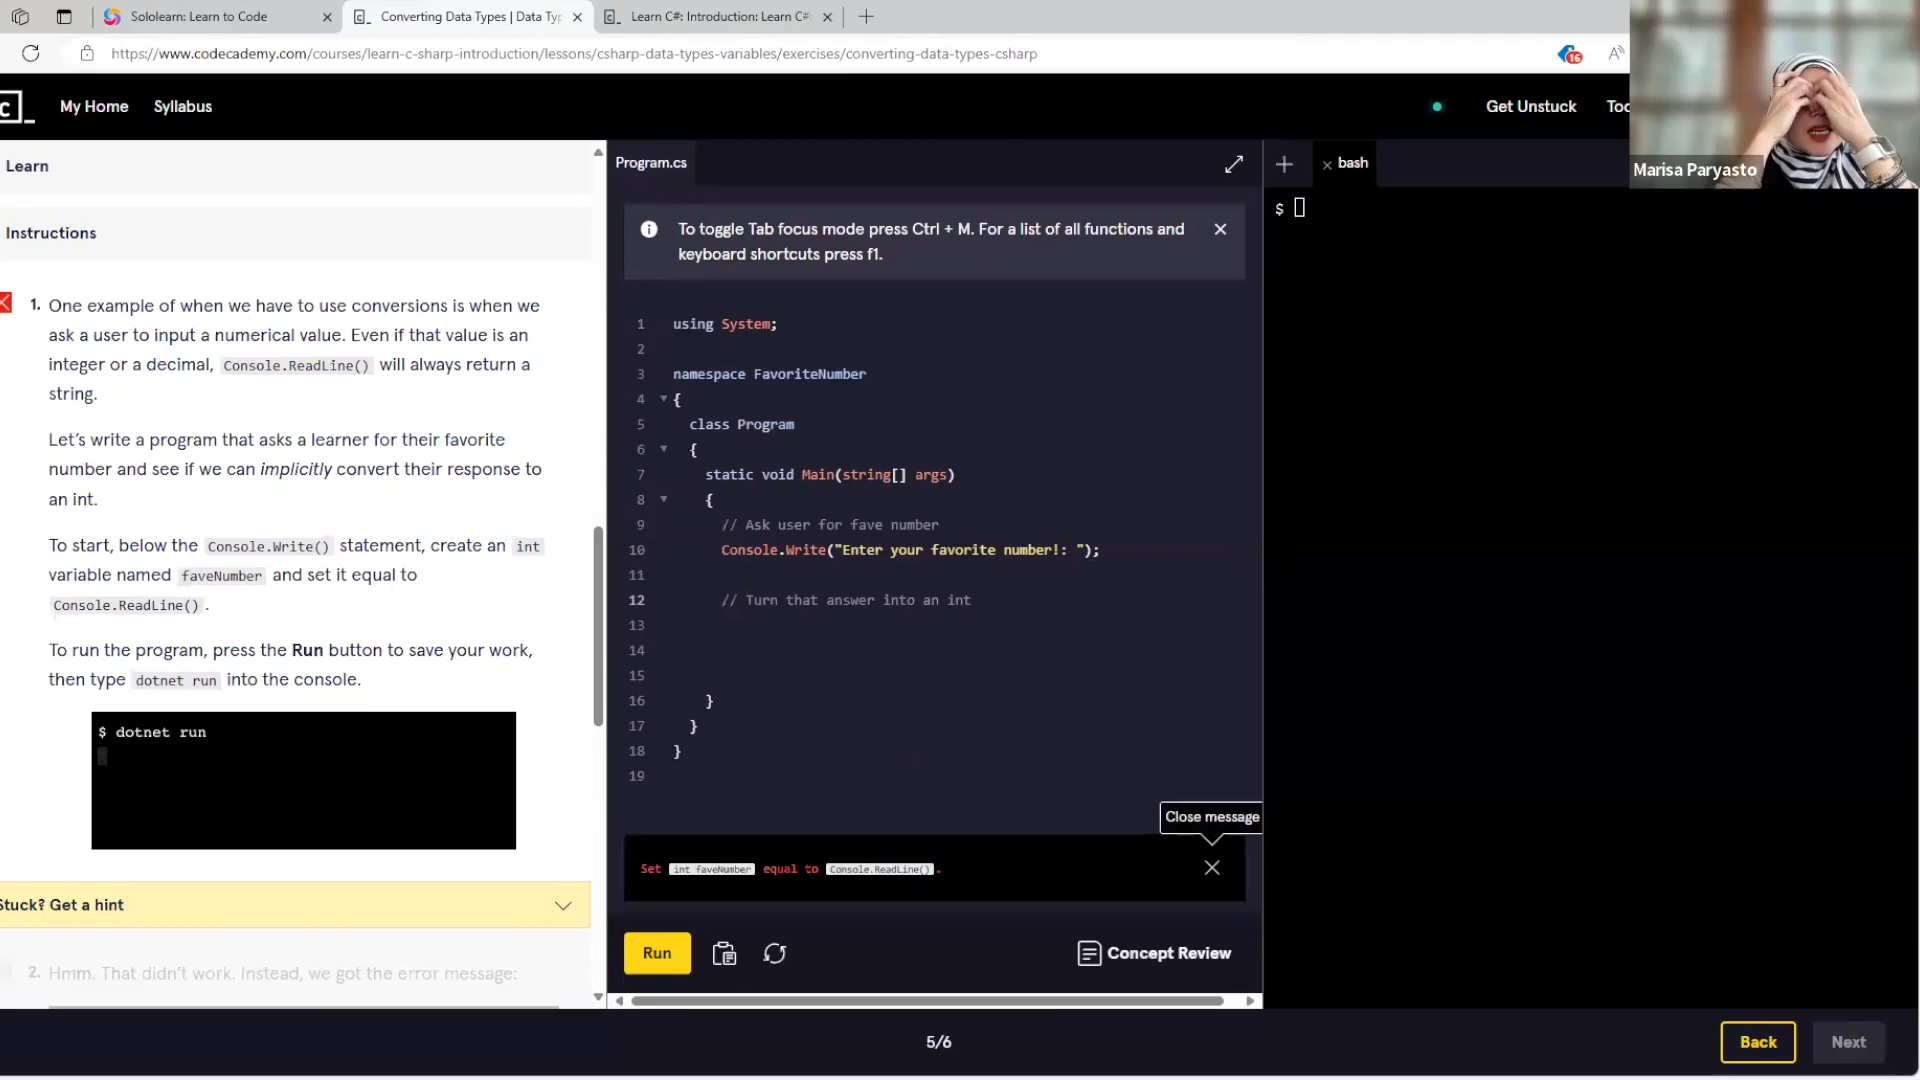 Sololearn: Learn to Code
Converting Data Types | Data Ty
Learn C#: Introduction: Learn C#
https://www.codecademy.com/courses/learn-c-sharp-introduction/lessons/csharp-data-types-variables/exercises/converting-data-types-csharp
16
A
c_
My Home
Syllabus
Get Unstuck
Too
Marisa Paryasto
Learn
Instructions
1. One example of when we have to use conversions is when we
ask a user to input a numerical value. Even if that value is an
integer or a decimal, Console.ReadLine() will always return a
string.
Let's write a program that asks a learner for their favorite
number and see if we can implicitly convert their response to
an int.
To start, below the Console.Write() statement, create an int
variable named faveNumber and set it equal to
Console.ReadLine().
To run the program, press the Run button to save your work,
then type dotnet run into the console.
$ dotnet run
Stuck? Get a hint
2. Hmm. That didn't work. Instead, we got the error message:
Program.cs
To toggle Tab focus mode press Ctrl + M. For a list of all functions and
keyboard shortcuts press f1.
1 using System;
2
3 namespace FavoriteNumber
4 {
5 class Program
6 {
7 static void Main(string[] args)
8 {
9 // Ask user for fave number
10 Console.Write("Enter your favorite number!: ");
11
12 // Turn that answer into an int
13
14
15
16 }
17 }
18 }
19
Close message
Set int faveNumber equal to Console.ReadLine().
Run
Concept Review
bash
$
5/6
Back
Next